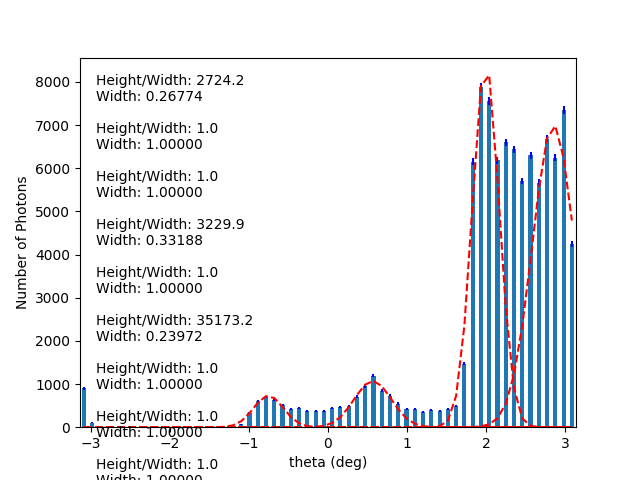 Height/Width: 2724.2
Width: 0.26774
Height/Width: 1.0
Width: 1.00000
Height/Width: 1.0
Width: 1.00000
Height/Width: 3229.9
Width: 0.33188
Height/Width: 1.0
Width: 1.00000
Height/Width: 35173.2
Width: 0.23972
Height/Width: 1.0
Width: 1.00000
Height/Width: 1.0
Width: 1.00000
Height/Width: 1.0
Width: 1.00000
Number of Photons
8000
7000
6000
5000
4000
3000
2000
1000
0
−3
−2
−1
0
1
2
3
theta (deg)